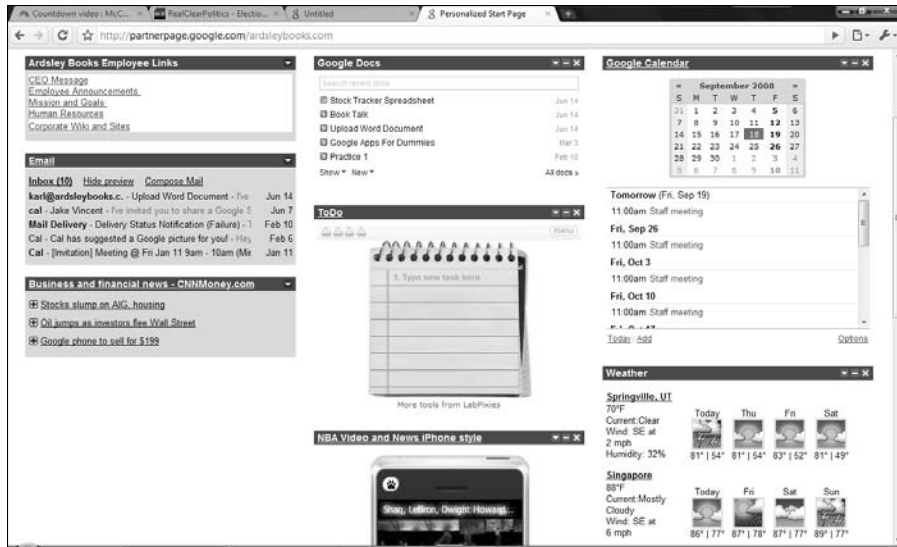 Countdown video : McC...
RealClearPolitics - Electio...
Untitled
Personalized Start Page
http://partnerpage.google.com/ardsleybooks.com
Ardsley Books Employee Links
CEO Message
Employee Announcements
Mission and Goals
Human Resources
Corporate Wiki and Sites
Email
Inbox (10) Hide preview Compose Mail
karl@ardsleybooks.c. - Upload Word Document - I've Jun 14
cal - Jake Vincent - I've invited you to share a Google S Jun 7
Mail Delivery - Delivery Status Notification (Failure) - T Feb 10
Cal - Cal has suggested a Google picture for you! - Hey, Feb 6
Cal - [Invitation] Meeting @ Fri Jan 11 9am - 10am (Mir Jan 11
Business and financial news - CNNMoney.com
Stocks slump on AIG, housing
Oil jumps as investors flee Wall Street
Google phone to sell for $199
Google Docs
Search recent docs
Stock Tracker Spreadsheet Jun 14
Book Talk Jun 14
Upload Word Document Jun 14
Google Apps For Dummies Mar 3
Practice 1 Feb 10
Show New All docs »
ToDo
menu
1. Type new task here
More tools from LabPixies
NBA Video and News iPhone style
Shaq, LeBron, Dwight Howard...
Google Calendar
« September 2008 »
S M T W T F S
31 1 2 3 4 5 6
7 8 9 10 11 12 13
14 15 16 17 18 19 20
21 22 23 24 25 26 27
28 29 30 1 2 3 4
5 6 7 8 9 10 11
Tomorrow (Fri, Sep 19)
11:00am Staff meeting
Fri, Sep 26
11:00am Staff meeting
Fri, Oct 3
11:00am Staff meeting
Fri, Oct 10
11:00am Staff meeting
Fri, Oct 17
Today Add Options
Weather
Springville, UT
70°F
Current:Clear
Wind: SE at
2 mph
Humidity: 32%
Today Thu Fri Sat
81° | 54° 81° | 54° 83° | 52° 81° | 49°
Singapore
88°F
Current:Mostly
Cloudy
Wind: SE at
6 mph
Today Fri Sat Sun
86° | 77° 87° | 78° 87° | 77° 89° | 77°